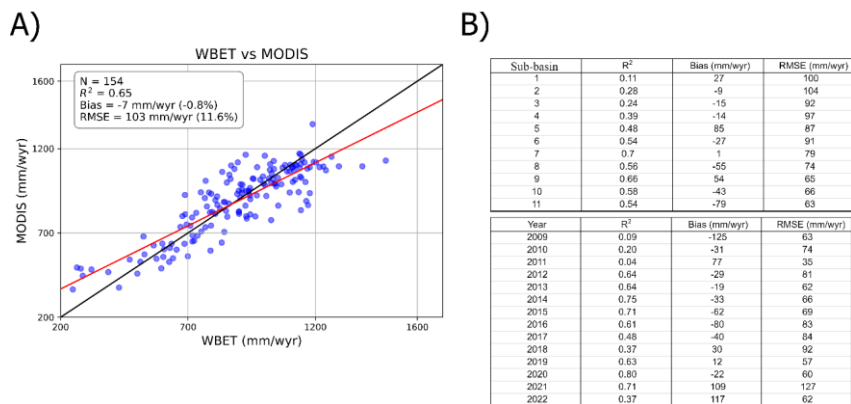 A)
WBET vs MODIS
N = 154
R² = 0.65
Bias = -7 mm/wyr (-0.8%)
RMSE = 103 mm/wyr (11.6%)
1600
1200
700
200
MODIS (mm/wyr)
200 700 1200 1600
WBET (mm/wyr)
B)
Sub-basin R² Bias (mm/wyr) RMSE (mm/wyr)
1 0.11 27 100
2 0.28 -9 104
3 0.24 -15 92
4 0.39 -14 97
5 0.48 85 87
6 0.54 -27 91
7 0.7 1 79
8 0.56 -55 74
9 0.66 54 65
10 0.58 -43 66
11 0.54 -79 63
Year R² Bias (mm/wyr) RMSE (mm/wyr)
2009 0.09 -125 63
2010 0.20 -31 74
2011 0.04 77 35
2012 0.64 -29 81
2013 0.64 -19 62
2014 0.75 -33 66
2015 0.71 -62 69
2016 0.61 -80 83
2017 0.48 -40 84
2018 0.37 30 92
2019 0.63 12 57
2020 0.80 -22 60
2021 0.71 109 127
2022 0.37 117 62